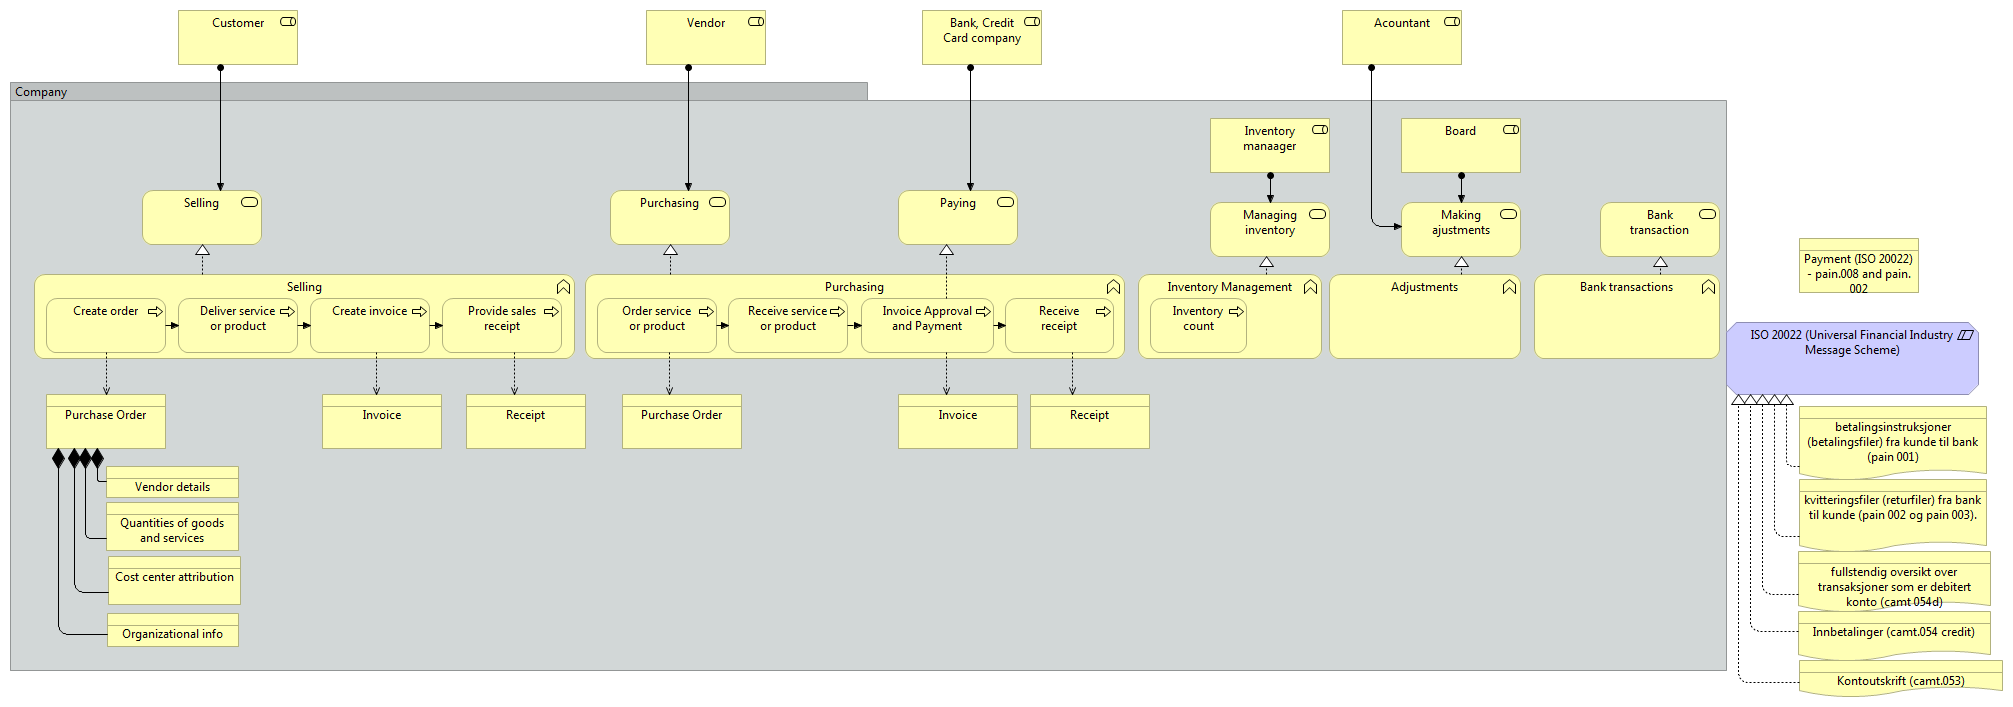 Customer
Vendor
Bank, Credit
Card company
Acountant
Company
Inventory
manaager
Board
Selling
Purchasing
Paying
Managing
inventory
Making
ajustments
Bank
transaction
Selling
Create order
Deliver service
or product
Create invoice
Provide sales
receipt
Purchasing
Order service
or product
Receive service
or product
Invoice Approval
and Payment
Receive
receipt
Inventory Management
Inventory
count
Adjustments
Bank transactions
Payment (ISO 20022)
- pain.008 and pain.
002
ISO 20022 (Universal Financial Industry
Message Scheme)
Purchase Order
Invoice
Receipt
Purchase Order
Invoice
Receipt
Vendor details
Quantities of goods
and services
Cost center attribution
Organizational info
betalingsinstruksjoner
(betalingsfiler) fra kunde til bank
(pain 001)
kvitteringsfiler (returfiler) fra bank
til kunde (pain 002 og pain 003).
fullstendig oversikt over
transaksjoner som er debitert
konto (camt 054d)
Innbetalinger (camt.054 credit)
Kontoutskrift (camt.053)